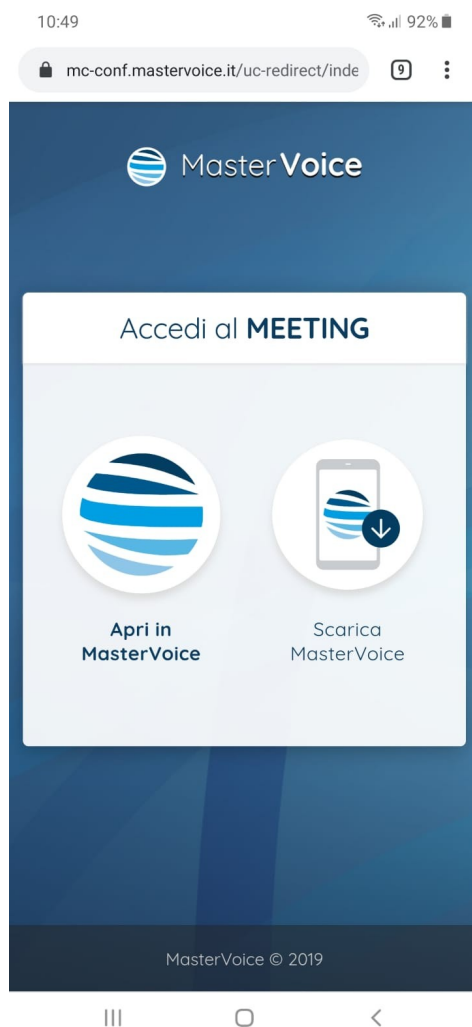 10:49 92%
mc-conf.mastervoice.it/uc-redirect/inde 9
MasterVoice
Accedi al MEETING
Apri in
MasterVoice
Scarica
MasterVoice
MasterVoice © 2019